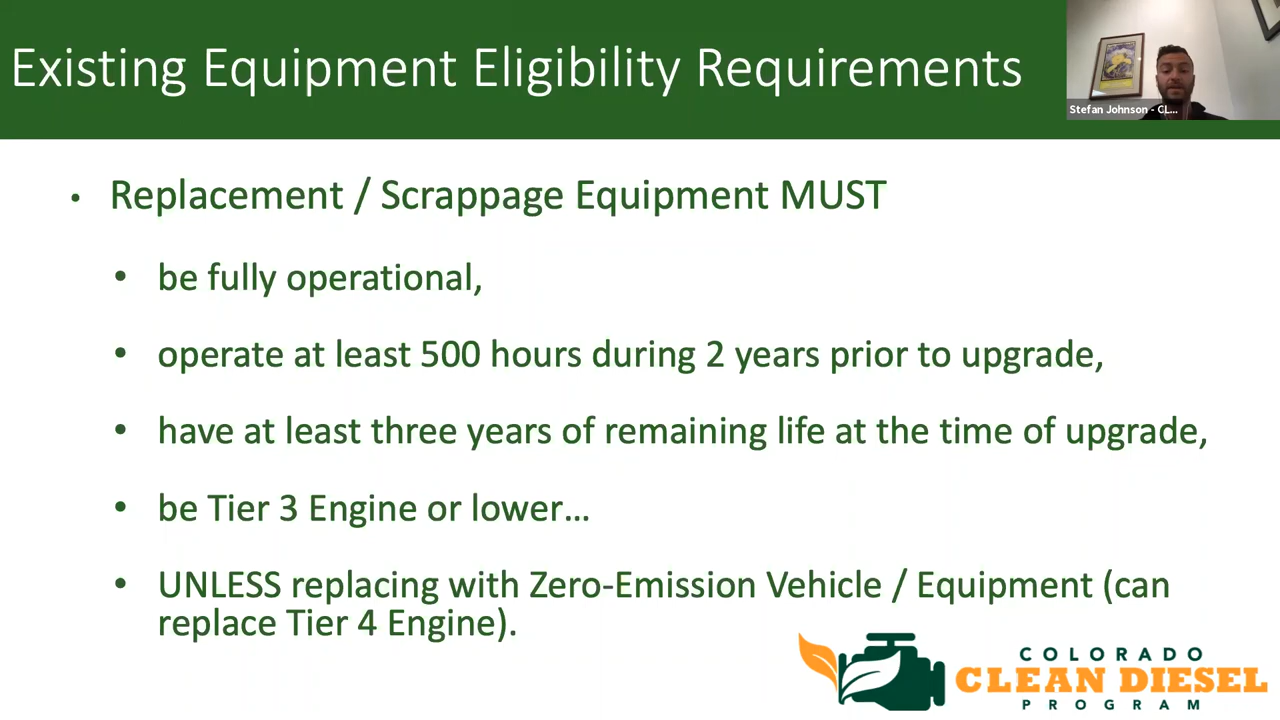 Existing Equipment Eligibility Requirements
Stefan Johnson - CL...
• Replacement / Scrappage Equipment MUST
• be fully operational,
• operate at least 500 hours during 2 years prior to upgrade,
• have at least three years of remaining life at the time of upgrade,
• be Tier 3 Engine or lower…
• UNLESS replacing with Zero-Emission Vehicle / Equipment (can
replace Tier 4 Engine).
COLORADO
CLEAN DIESEL
PROGRAM